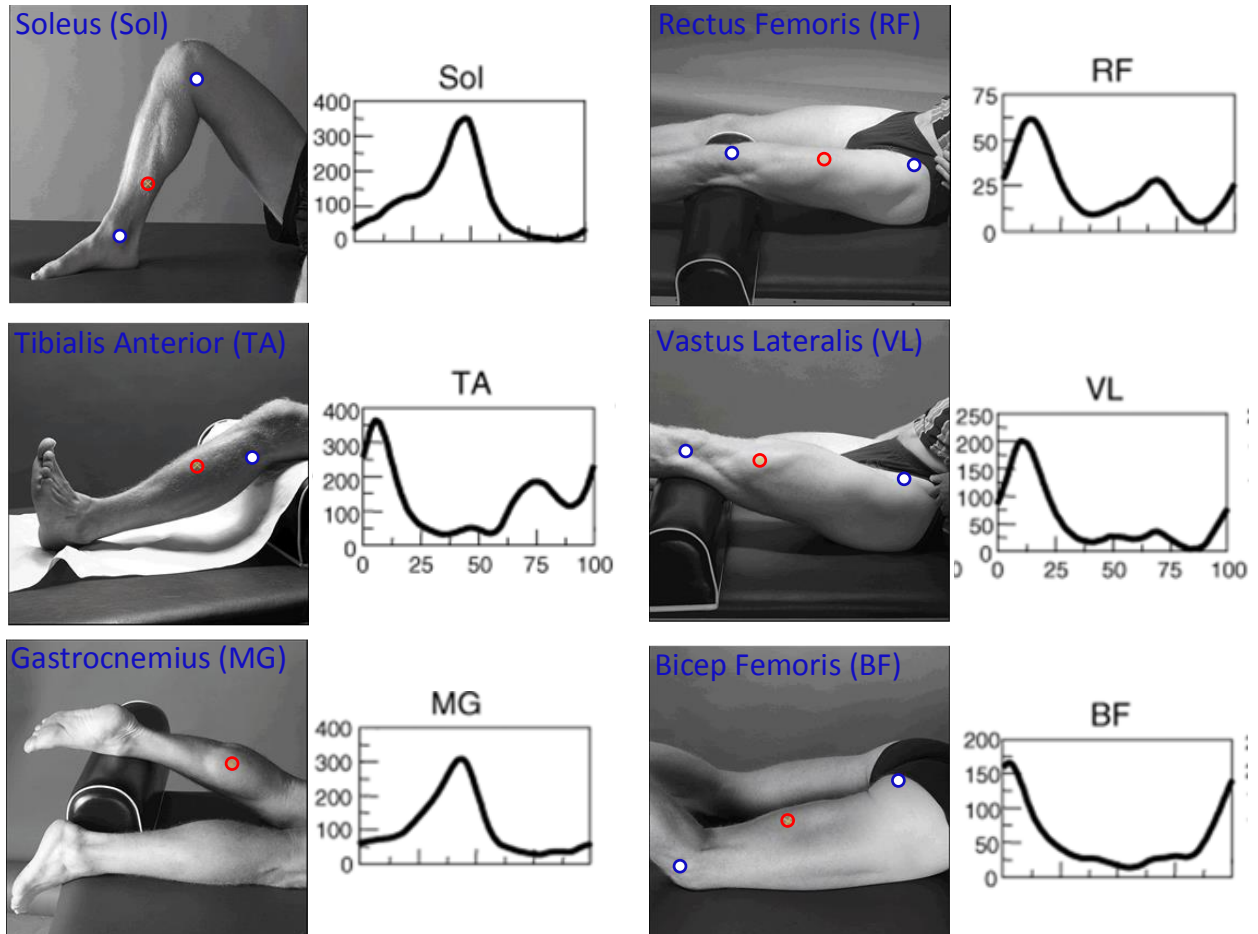 Soleus (Sol)
Sol
400
300
200
100
0
Rectus Femoris (RF)
RF
75
50
25
0
Tibialis Anterior (TA)
TA
400
300
200
100
0
0 25 50 75 100
Vastus Lateralis (VL)
VL
250
200
150
100
50
0
0 25 50 75 100
Gastrocnemius (MG)
MG
400
300
200
100
0
Bicep Femoris (BF)
BF
200
150
100
50
0